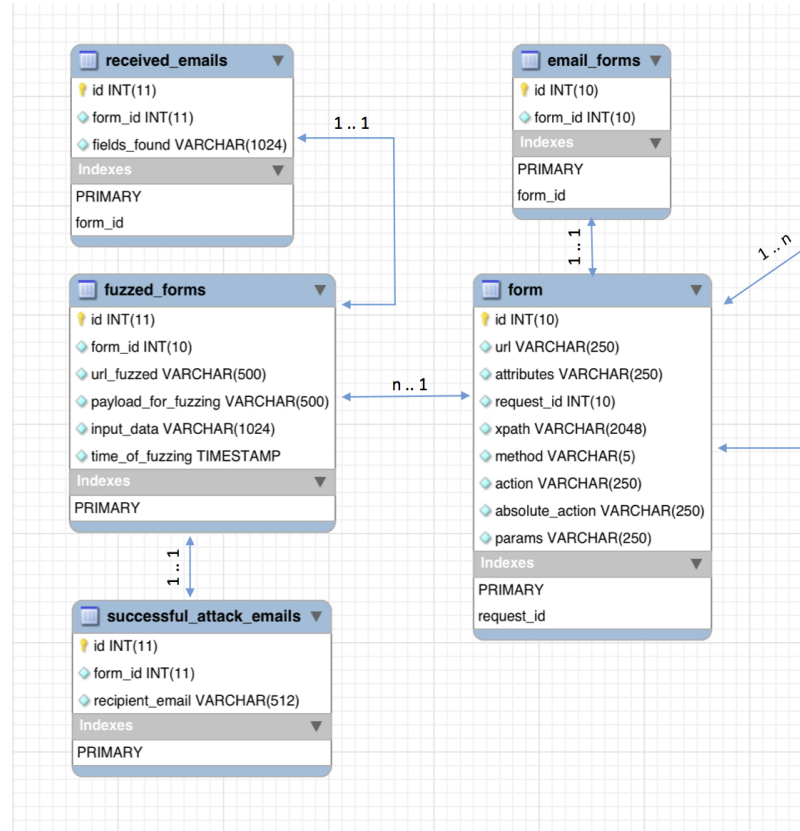 received_emails
id INT(11)
form_id INT(11)
fields_found VARCHAR(1024)
Indexes
PRIMARY
form_id
1 .. 1
email_forms
id INT(10)
form_id INT(10)
Indexes
PRIMARY
form_id
1 .. 1
1 .. n
fuzzed_forms
id INT(11)
form_id INT(10)
url_fuzzed VARCHAR(500)
payload_for_fuzzing VARCHAR(500)
input_data VARCHAR(1024)
time_of_fuzzing TIMESTAMP
Indexes
PRIMARY
n .. 1
form
id INT(10)
url VARCHAR(250)
attributes VARCHAR(250)
request_id INT(10)
xpath VARCHAR(2048)
method VARCHAR(5)
action VARCHAR(250)
absolute_action VARCHAR(250)
params VARCHAR(250)
Indexes
PRIMARY
request_id
1 .. 1
successful_attack_emails
id INT(11)
form_id INT(11)
recipient_email VARCHAR(512)
Indexes
PRIMARY